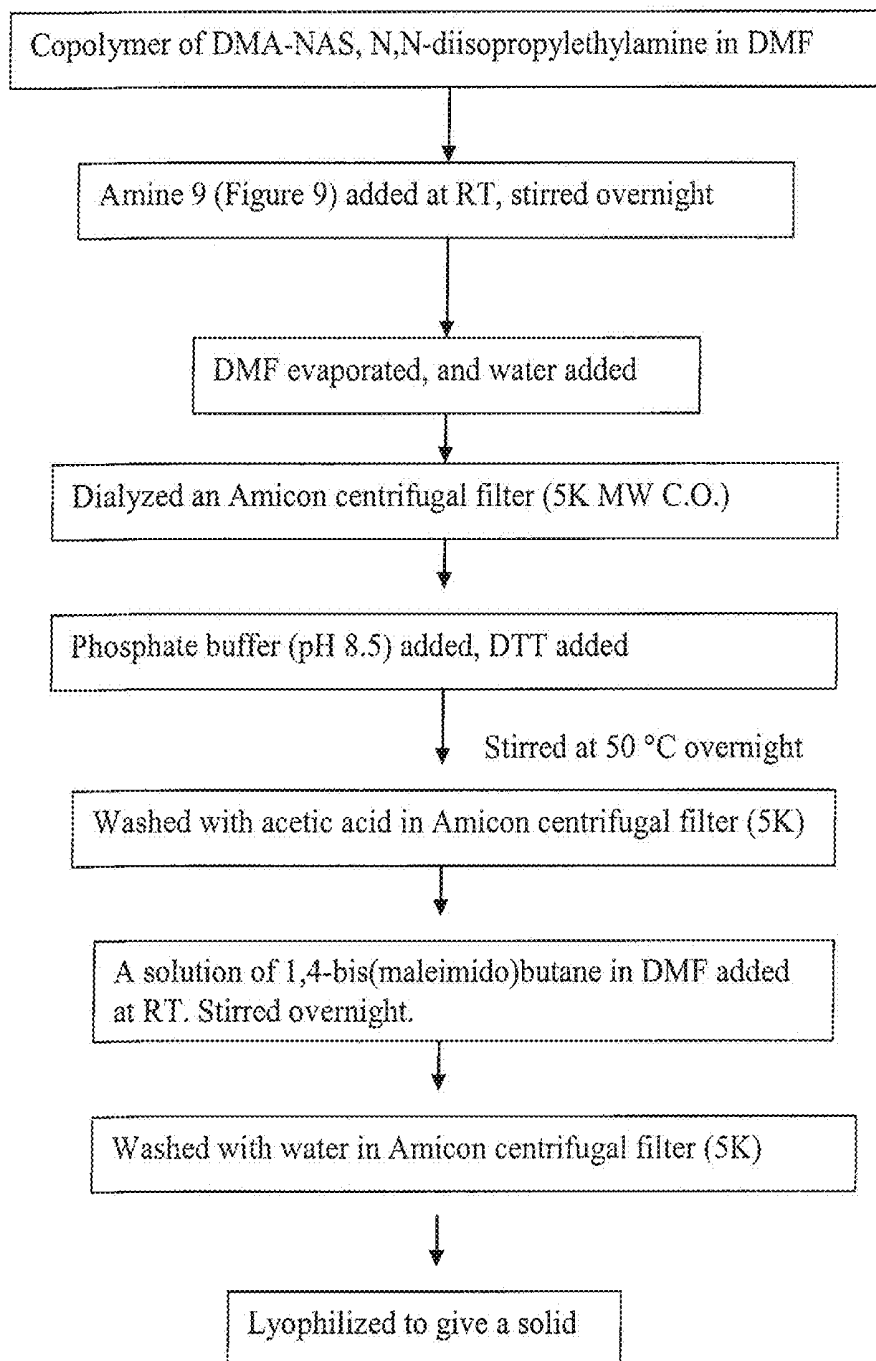 Copolymer of DMA-NAS, N,N-diisopropylethylamine in DMF
Amine 9 (Figure 9) added at RT, stirred overnight
DMF evaporated, and water added
Dialyzed an Amicon centrifugal filter (5K MW C.O.)
Phosphate buffer (pH 8.5) added, DTT added
Stirred at 50 °C overnight
Washed with acetic acid in Amicon centrifugal filter (5K)
A solution of 1,4-bis(maleimido)butane in DMF added
at RT. Stirred overnight.
Washed with water in Amicon centrifugal filter (5K)
Lyophilized to give a solid